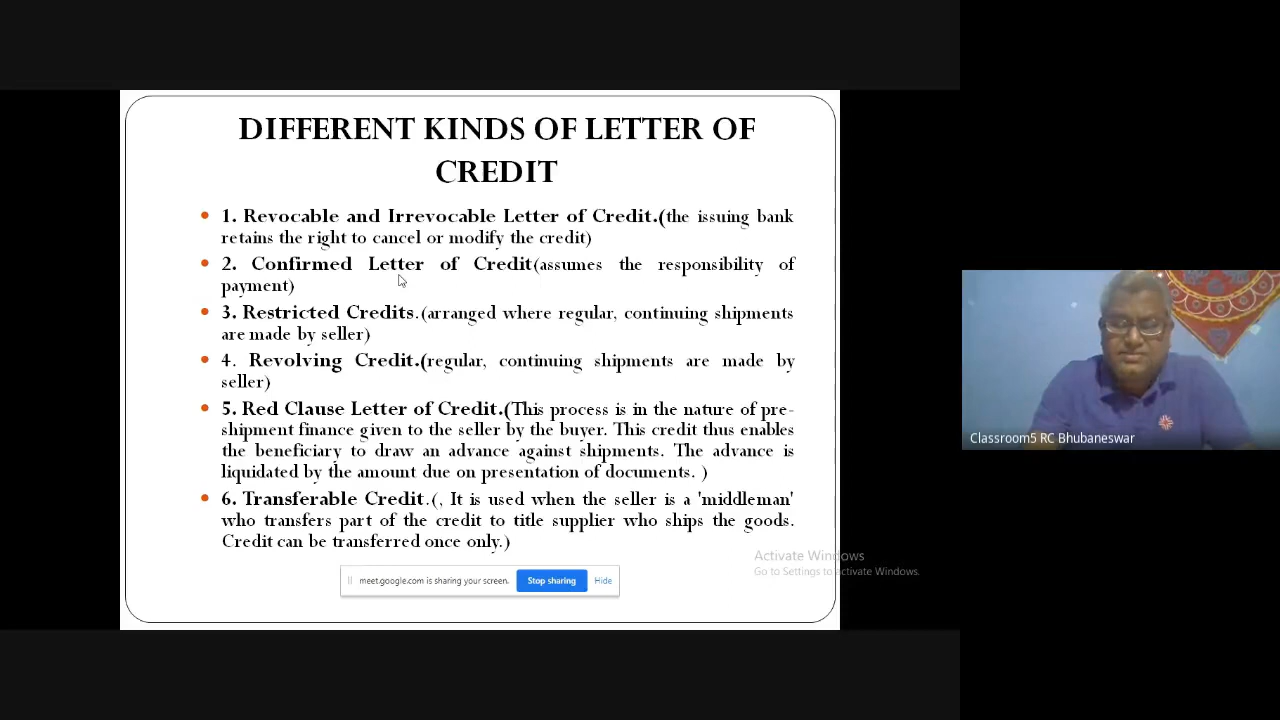 DIFFERENT KINDS OF LETTER OF
CREDIT
1. Revocable and Irrevocable Letter of Credit.(the issuing bank
retains the right to cancel or modify the credit)
2. Confirmed Letter of Credit(assumes the responsibility of
payment)
3. Restricted Credits.(arranged where regular, continuing shipments
are made by seller)
4. Revolving Credit.(regular, continuing shipments are made by
seller)
5. Red Clause Letter of Credit.(This process is in the nature of pre-
shipment finance given to the seller by the buyer. This credit thus enables
the beneficiary to draw an advance against shipments. The advance is
liquidated by the amount due on presentation of documents. )
6. Transferable Credit.(, It is used when the seller is a 'middleman'
who transfers part of the credit to title supplier who ships the goods.
Credit can be transferred once only.)
meet.google.com is sharing your screen. Stop sharing Hide
Activate Windows
Go to Settings to activate Windows.
Classroom5 RC Bhubaneswar